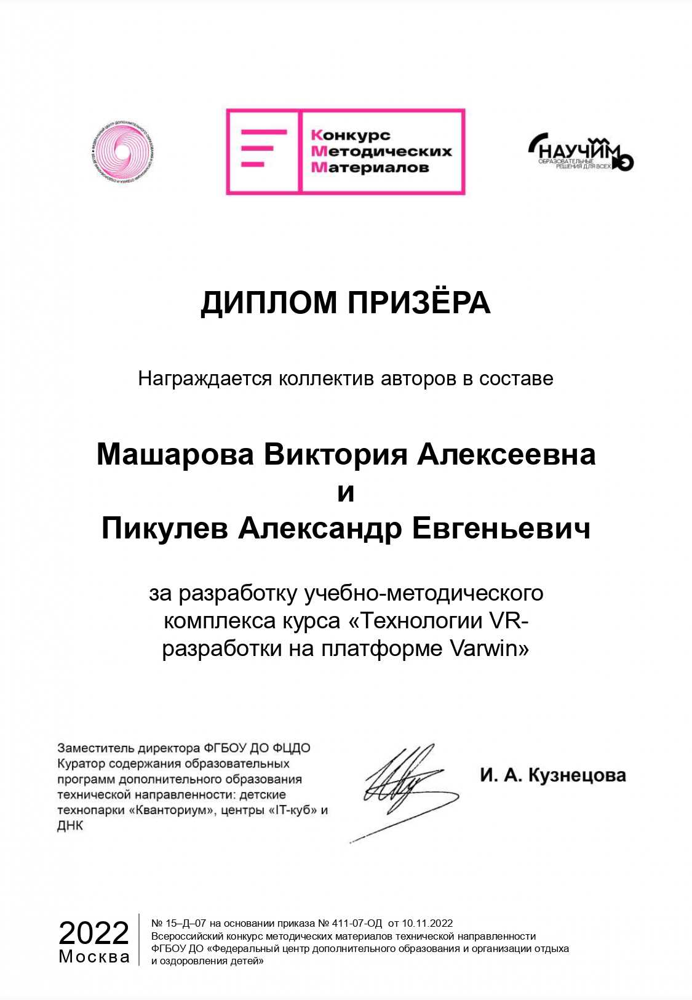 Конкурс
Методических
Материалов
НАУЧИМ
ОБРАЗОВАТЕЛЬНЫЕ
РЕШЕНИЯ ДЛЯ ВСЕХ
ДИПЛОМ ПРИЗЁРА
Награждается коллектив авторов в составе
Машарова Виктория Алексеевна
и
Пикулев Александр Евгеньевич
за разработку учебно-методического
комплекса курса «Технологии VR-
разработки на платформе Varwin»
Заместитель директора ФГБОУ ДО ФЦДО
Куратор содержания образовательных
программ дополнительного образования
технической направленности: детские
технопарки «Кванториум», центры «IT-куб» и
ДНК
И. А. Кузнецова
2022
Москва
№ 15–Д–07 на основании приказа № 411-07-ОД от 10.11.2022
Всероссийский конкурс методических материалов технической направленности
ФГБОУ ДО «Федеральный центр дополнительного образования и организации отдыха
и оздоровления детей»